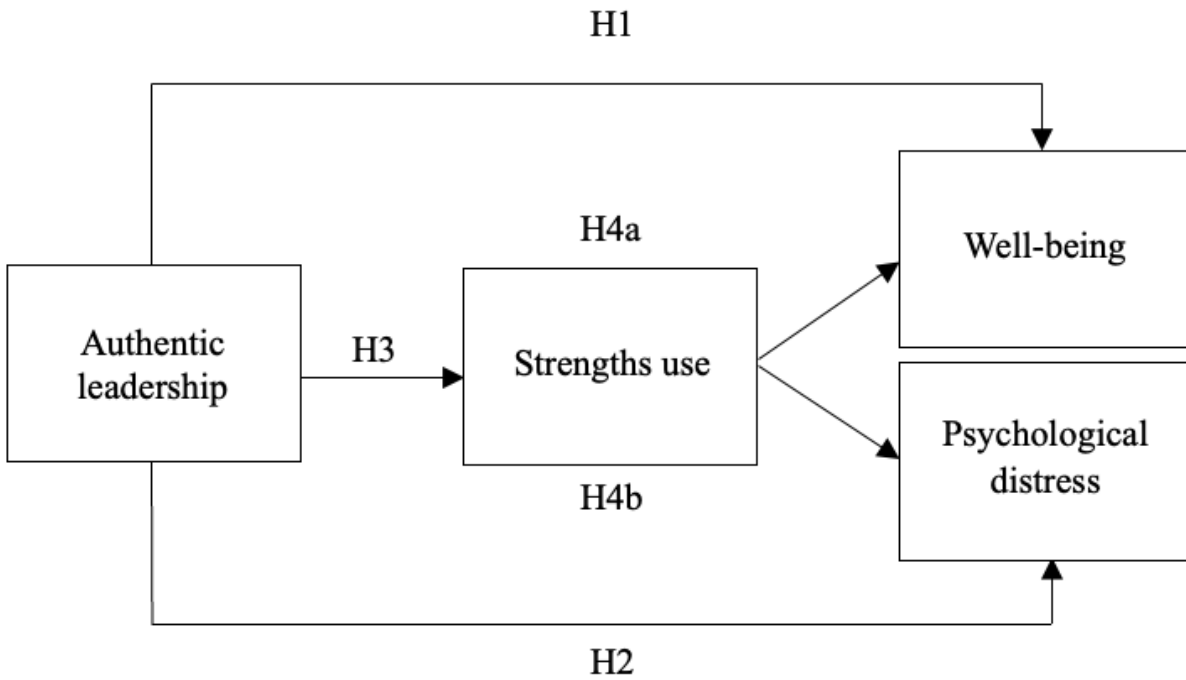 H1
H4a
Well-being
Authentic
leadership
H3
Strengths use
Psychological
distress
H4b
H2